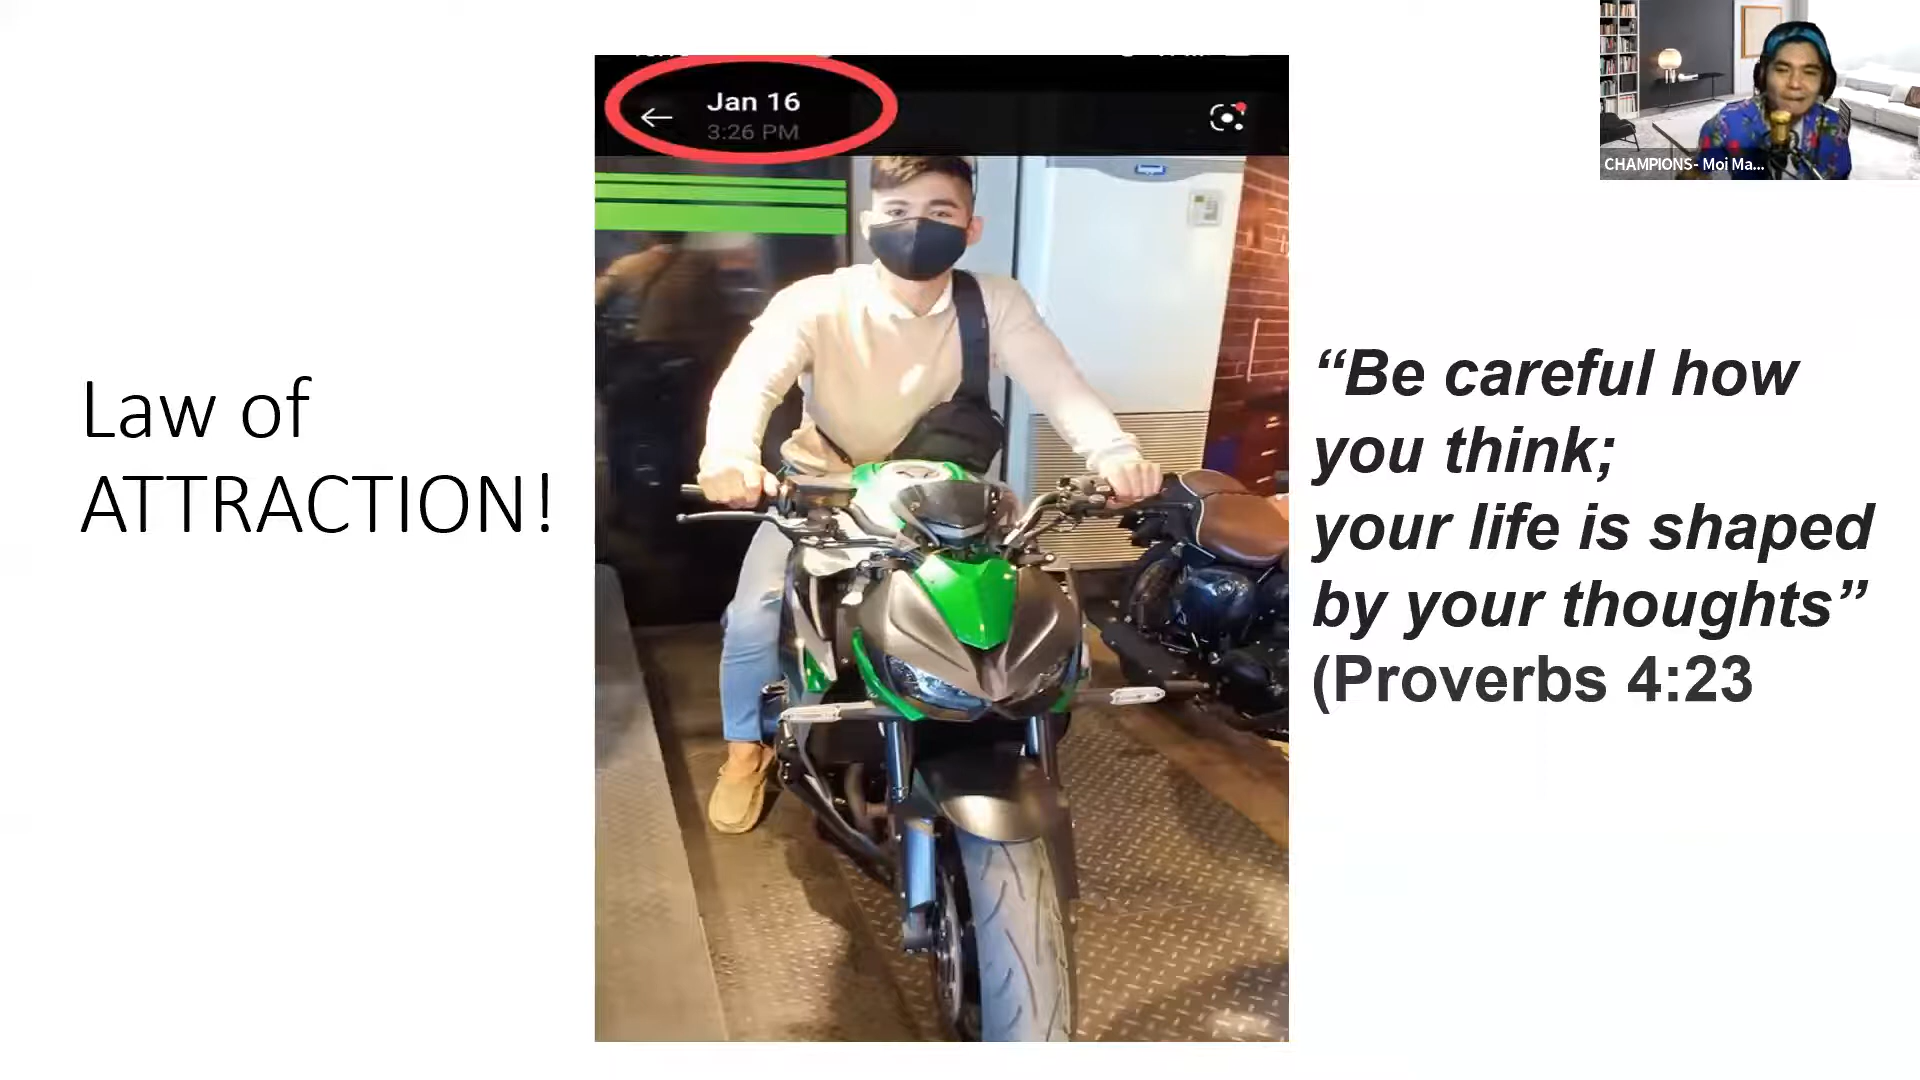 Law of
ATTRACTION!
Jan 16
3:26 PM
“Be careful how
you think;
your life is shaped
by your thoughts”
(Proverbs 4:23
CHAMPIONS- Moi Ma...